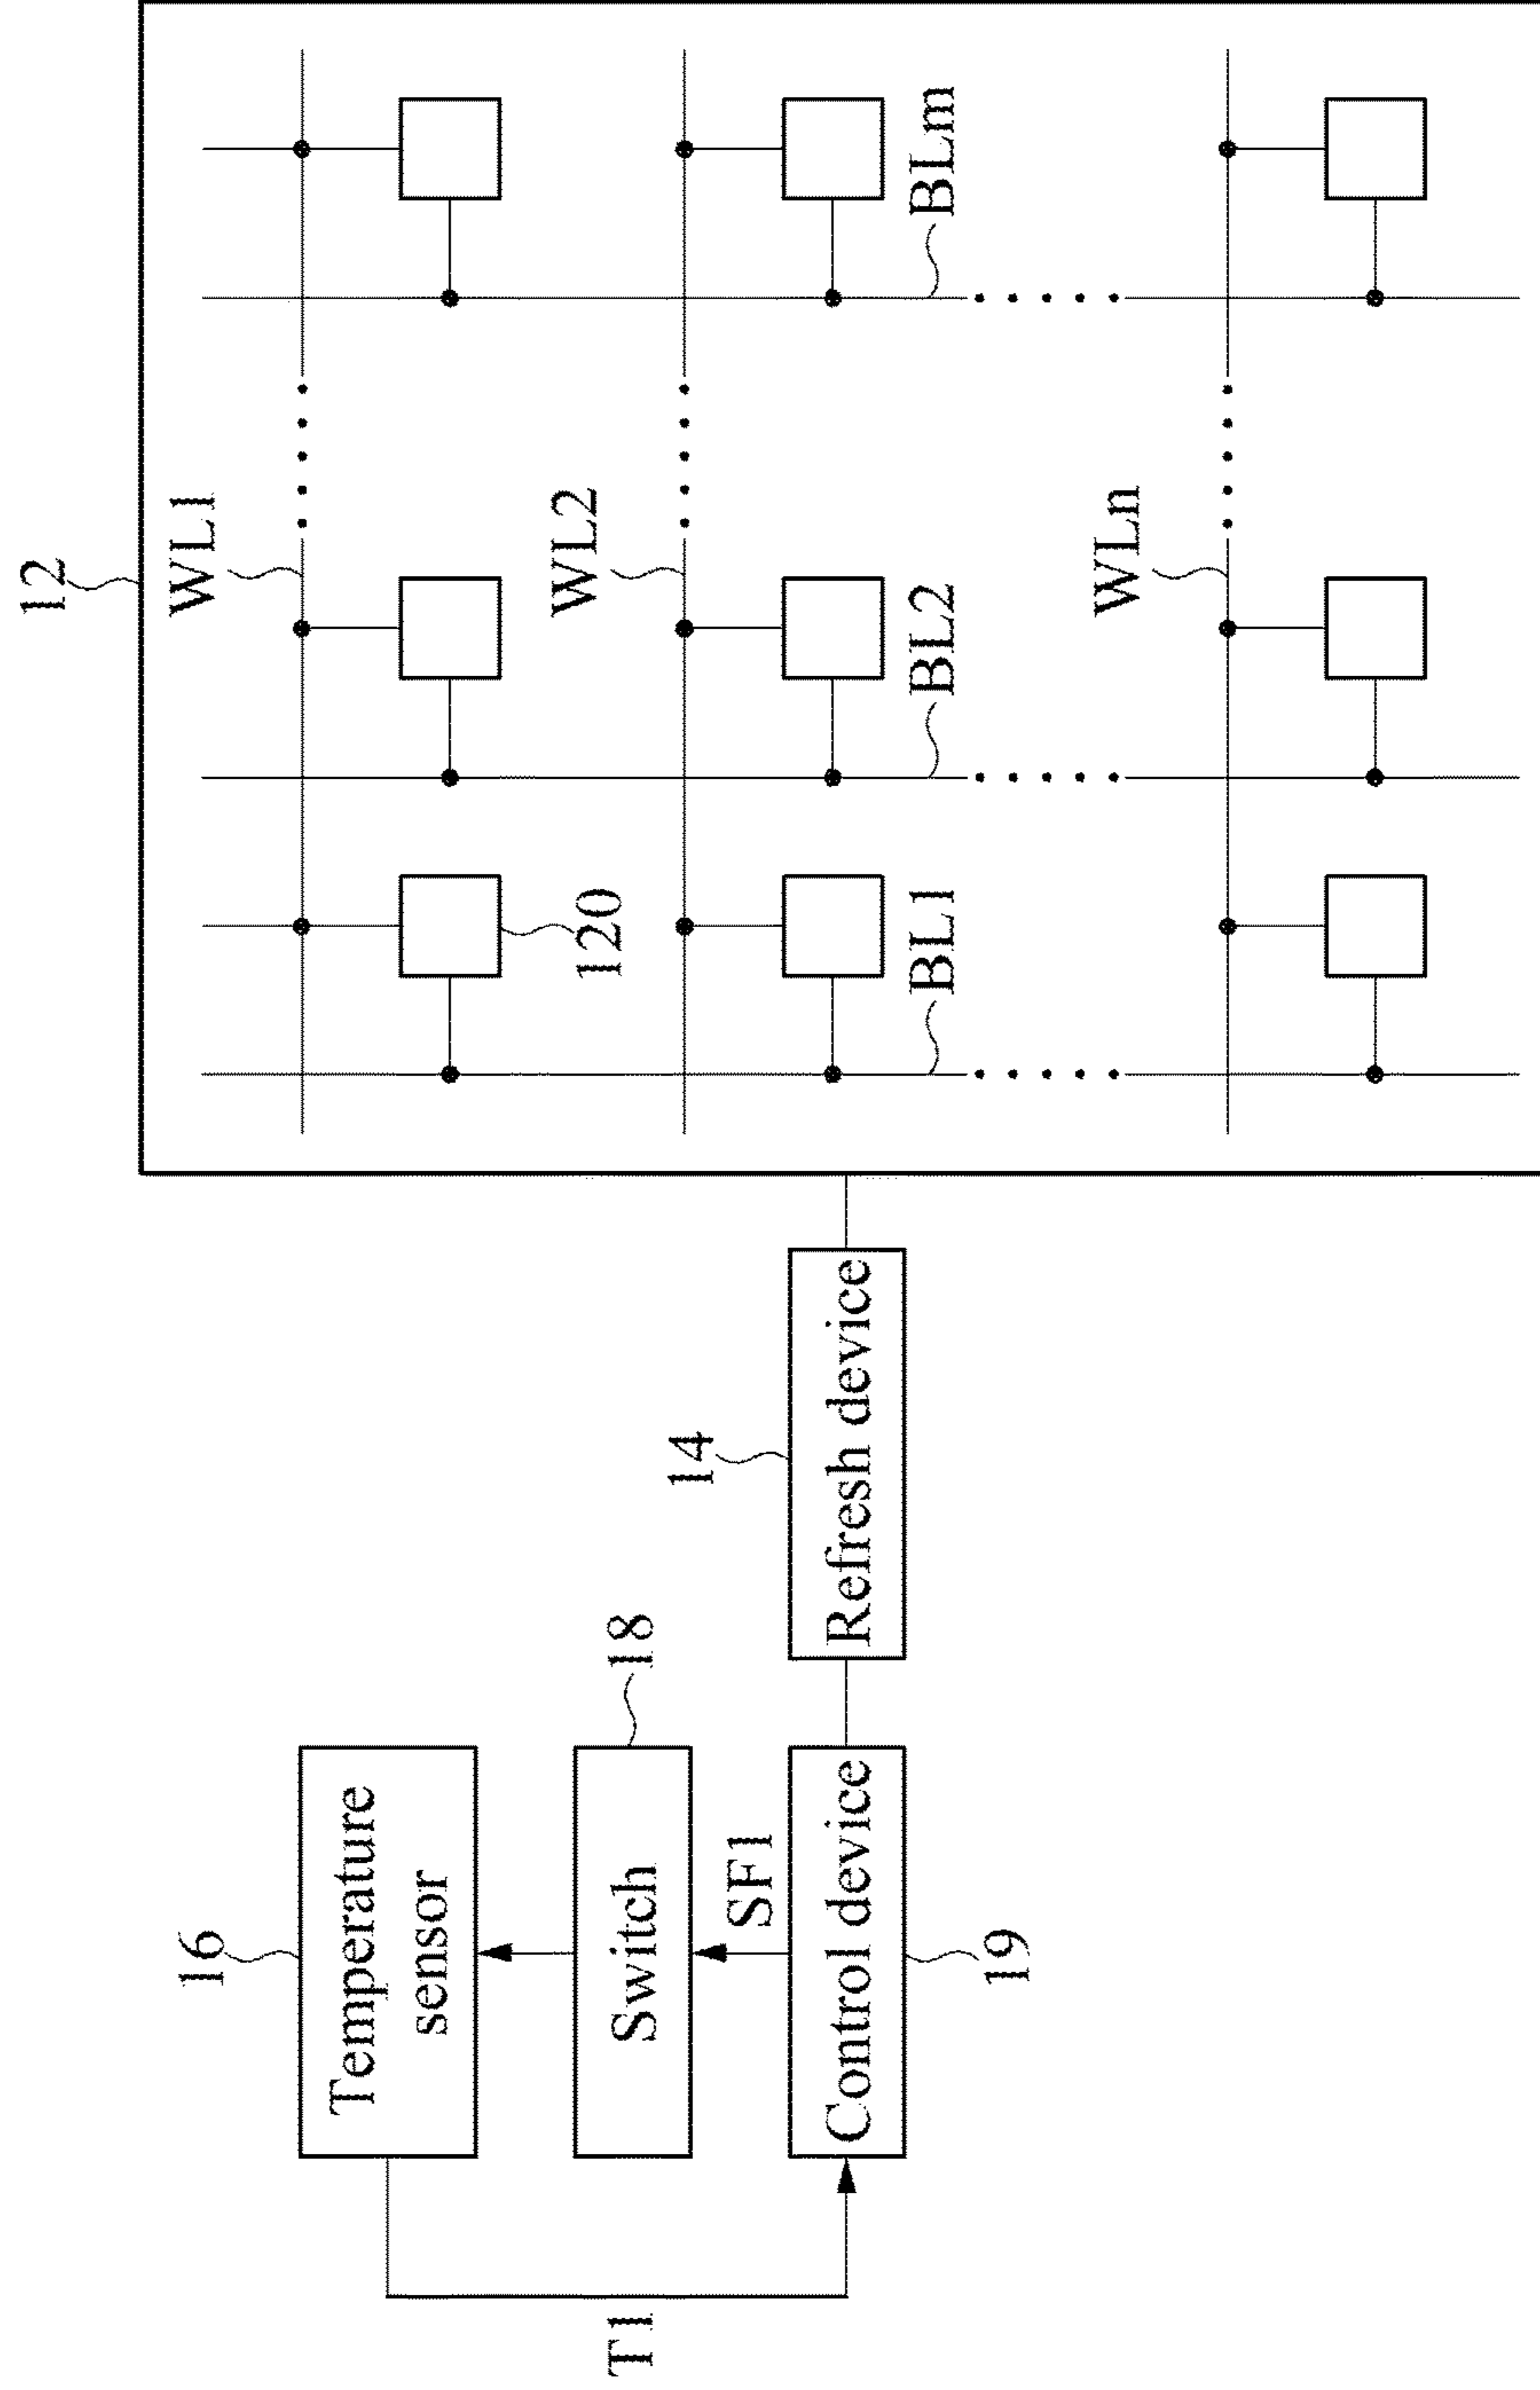 12
WL1
WL2
WLn
120
BL1
BL2
BLm
14
Refresh device
16
Temperature
sensor
18
Switch
SF1
Control device
19
T1